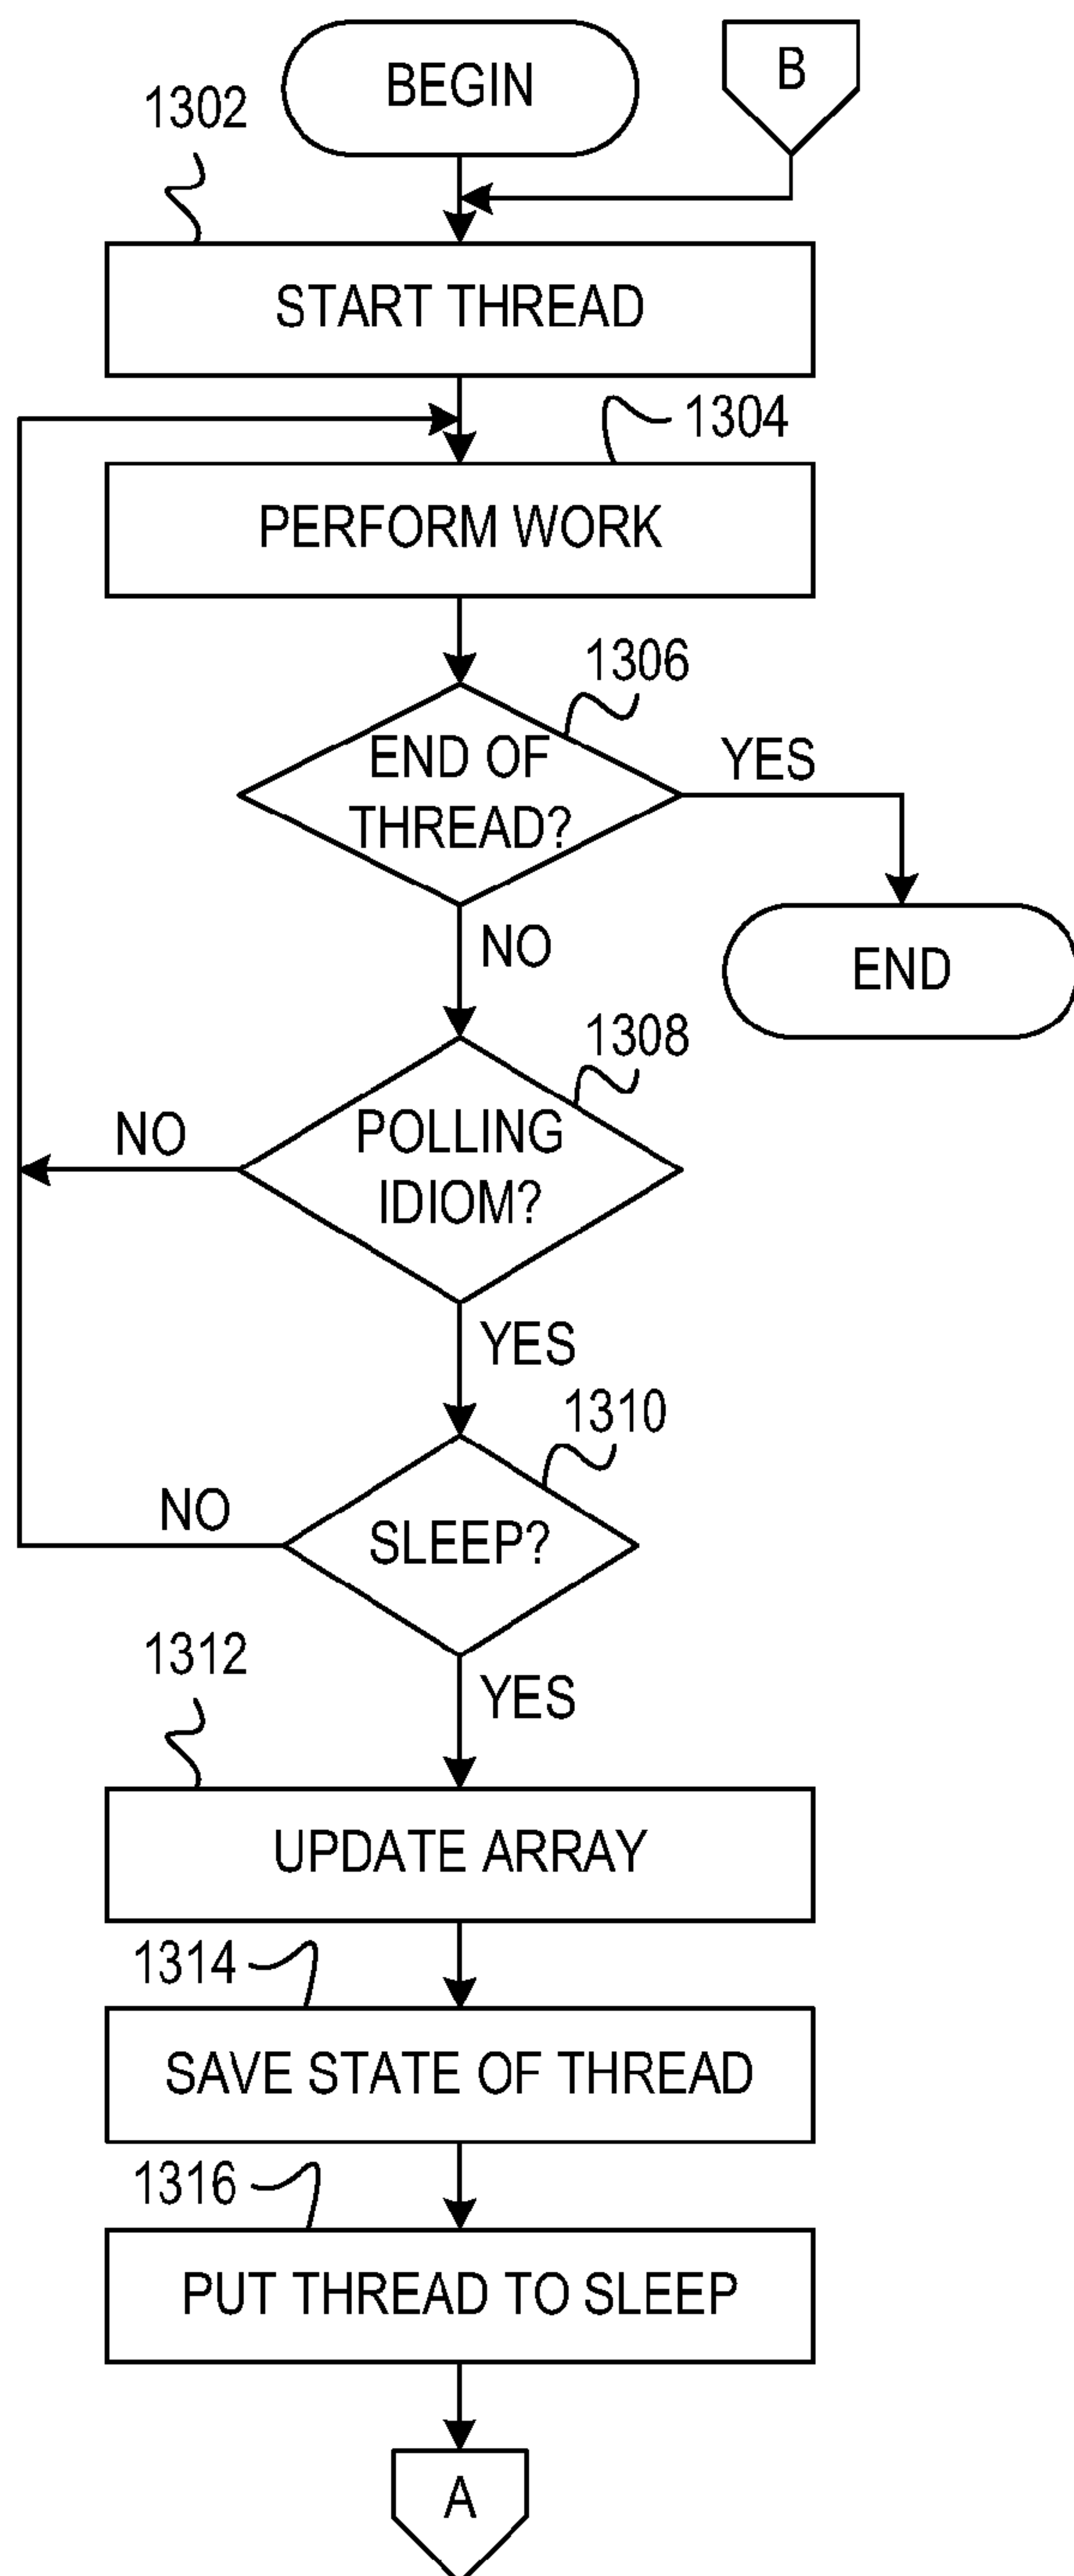 BEGIN
B
1302
START THREAD
1304
PERFORM WORK
1306
END OF
THREAD?
YES
NO
END
1308
POLLING
IDIOM?
NO
YES
1310
SLEEP?
NO
YES
1312
UPDATE ARRAY
1314
SAVE STATE OF THREAD
1316
PUT THREAD TO SLEEP
A